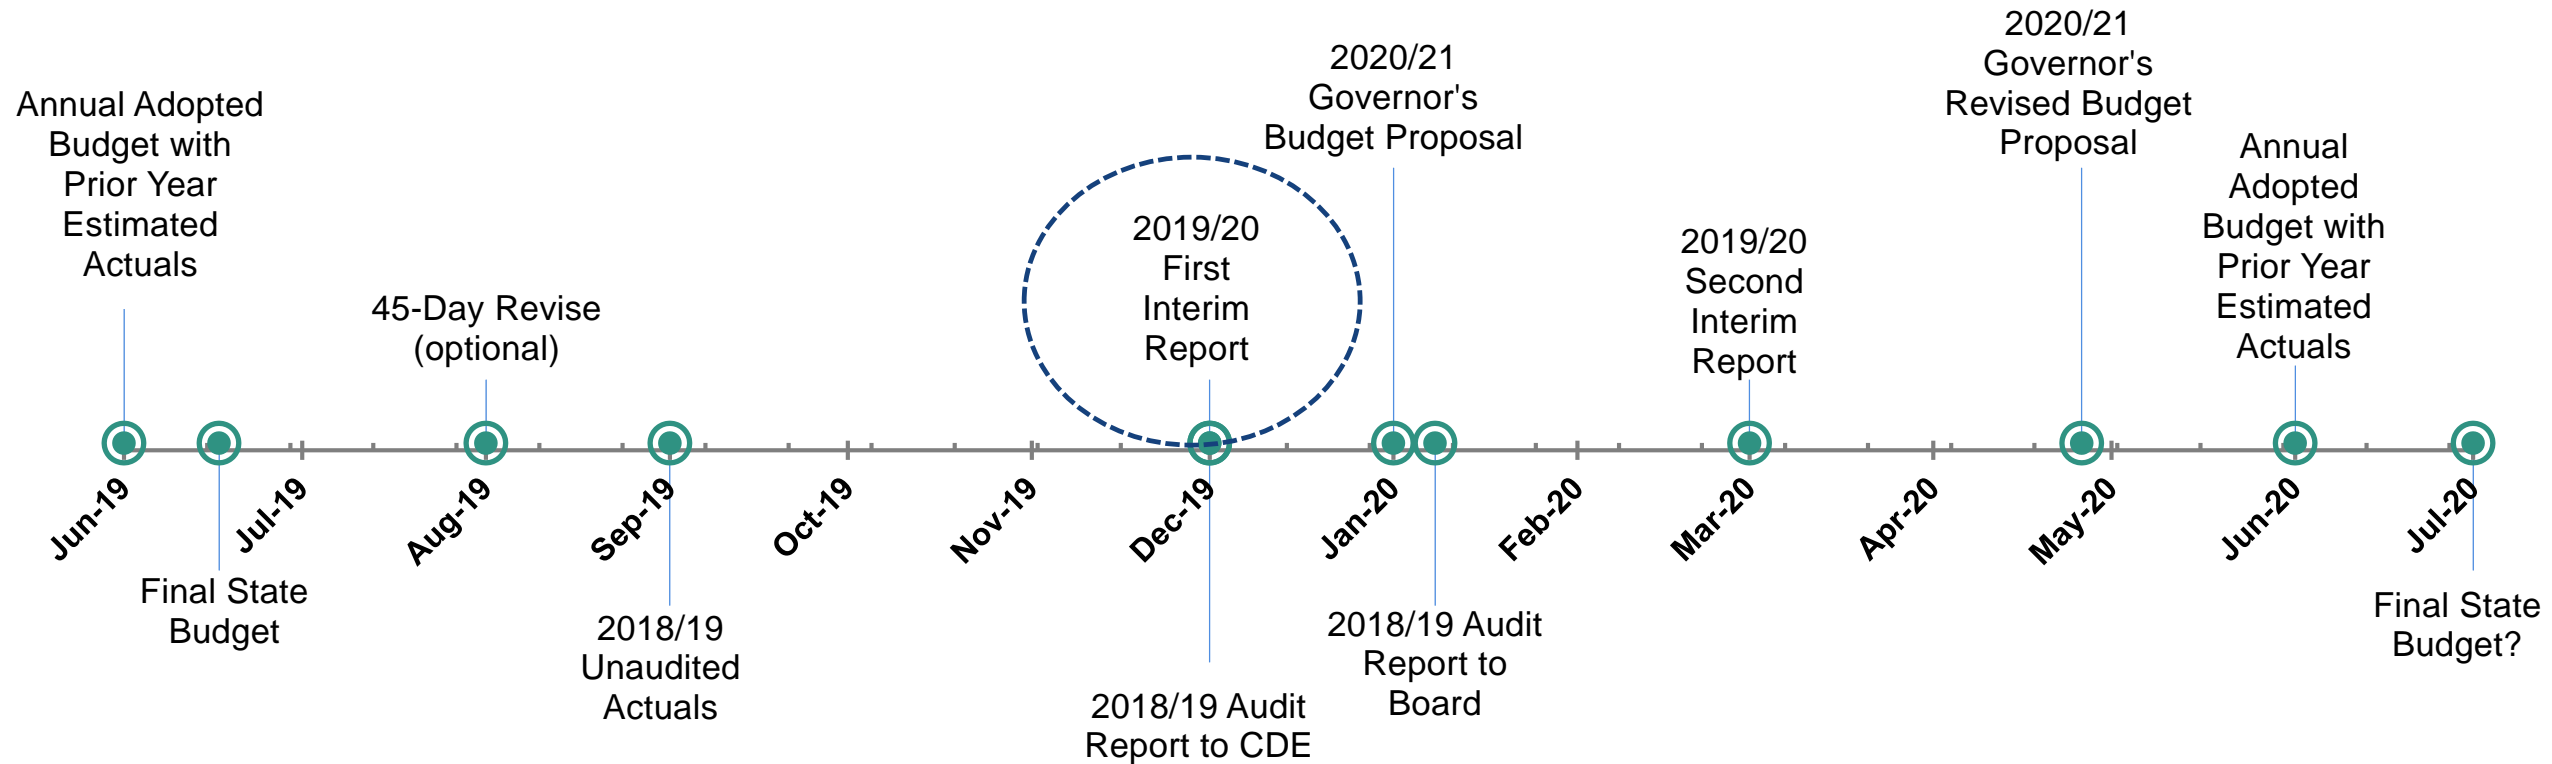 Annual Adopted
Budget with
Prior Year
Estimated
Actuals
45-Day Revise
(optional)
2019/20
First
Interim
Report
2020/21
Governor's
Budget Proposal
2019/20
Second
Interim
Report
2020/21
Governor's
Revised Budget
Proposal
Annual
Adopted
Budget with
Prior Year
Estimated
Actuals
Jun-19
Jul-19
Aug-19
Sep-19
Oct-19
Nov-19
Dec-19
Jan-20
Feb-20
Mar-20
Apr-20
May-20
Jun-20
Jul-20
Final State
Budget
2018/19
Unaudited
Actuals
2018/19 Audit
Report to CDE
2018/19 Audit
Report to
Board
Final State
Budget?